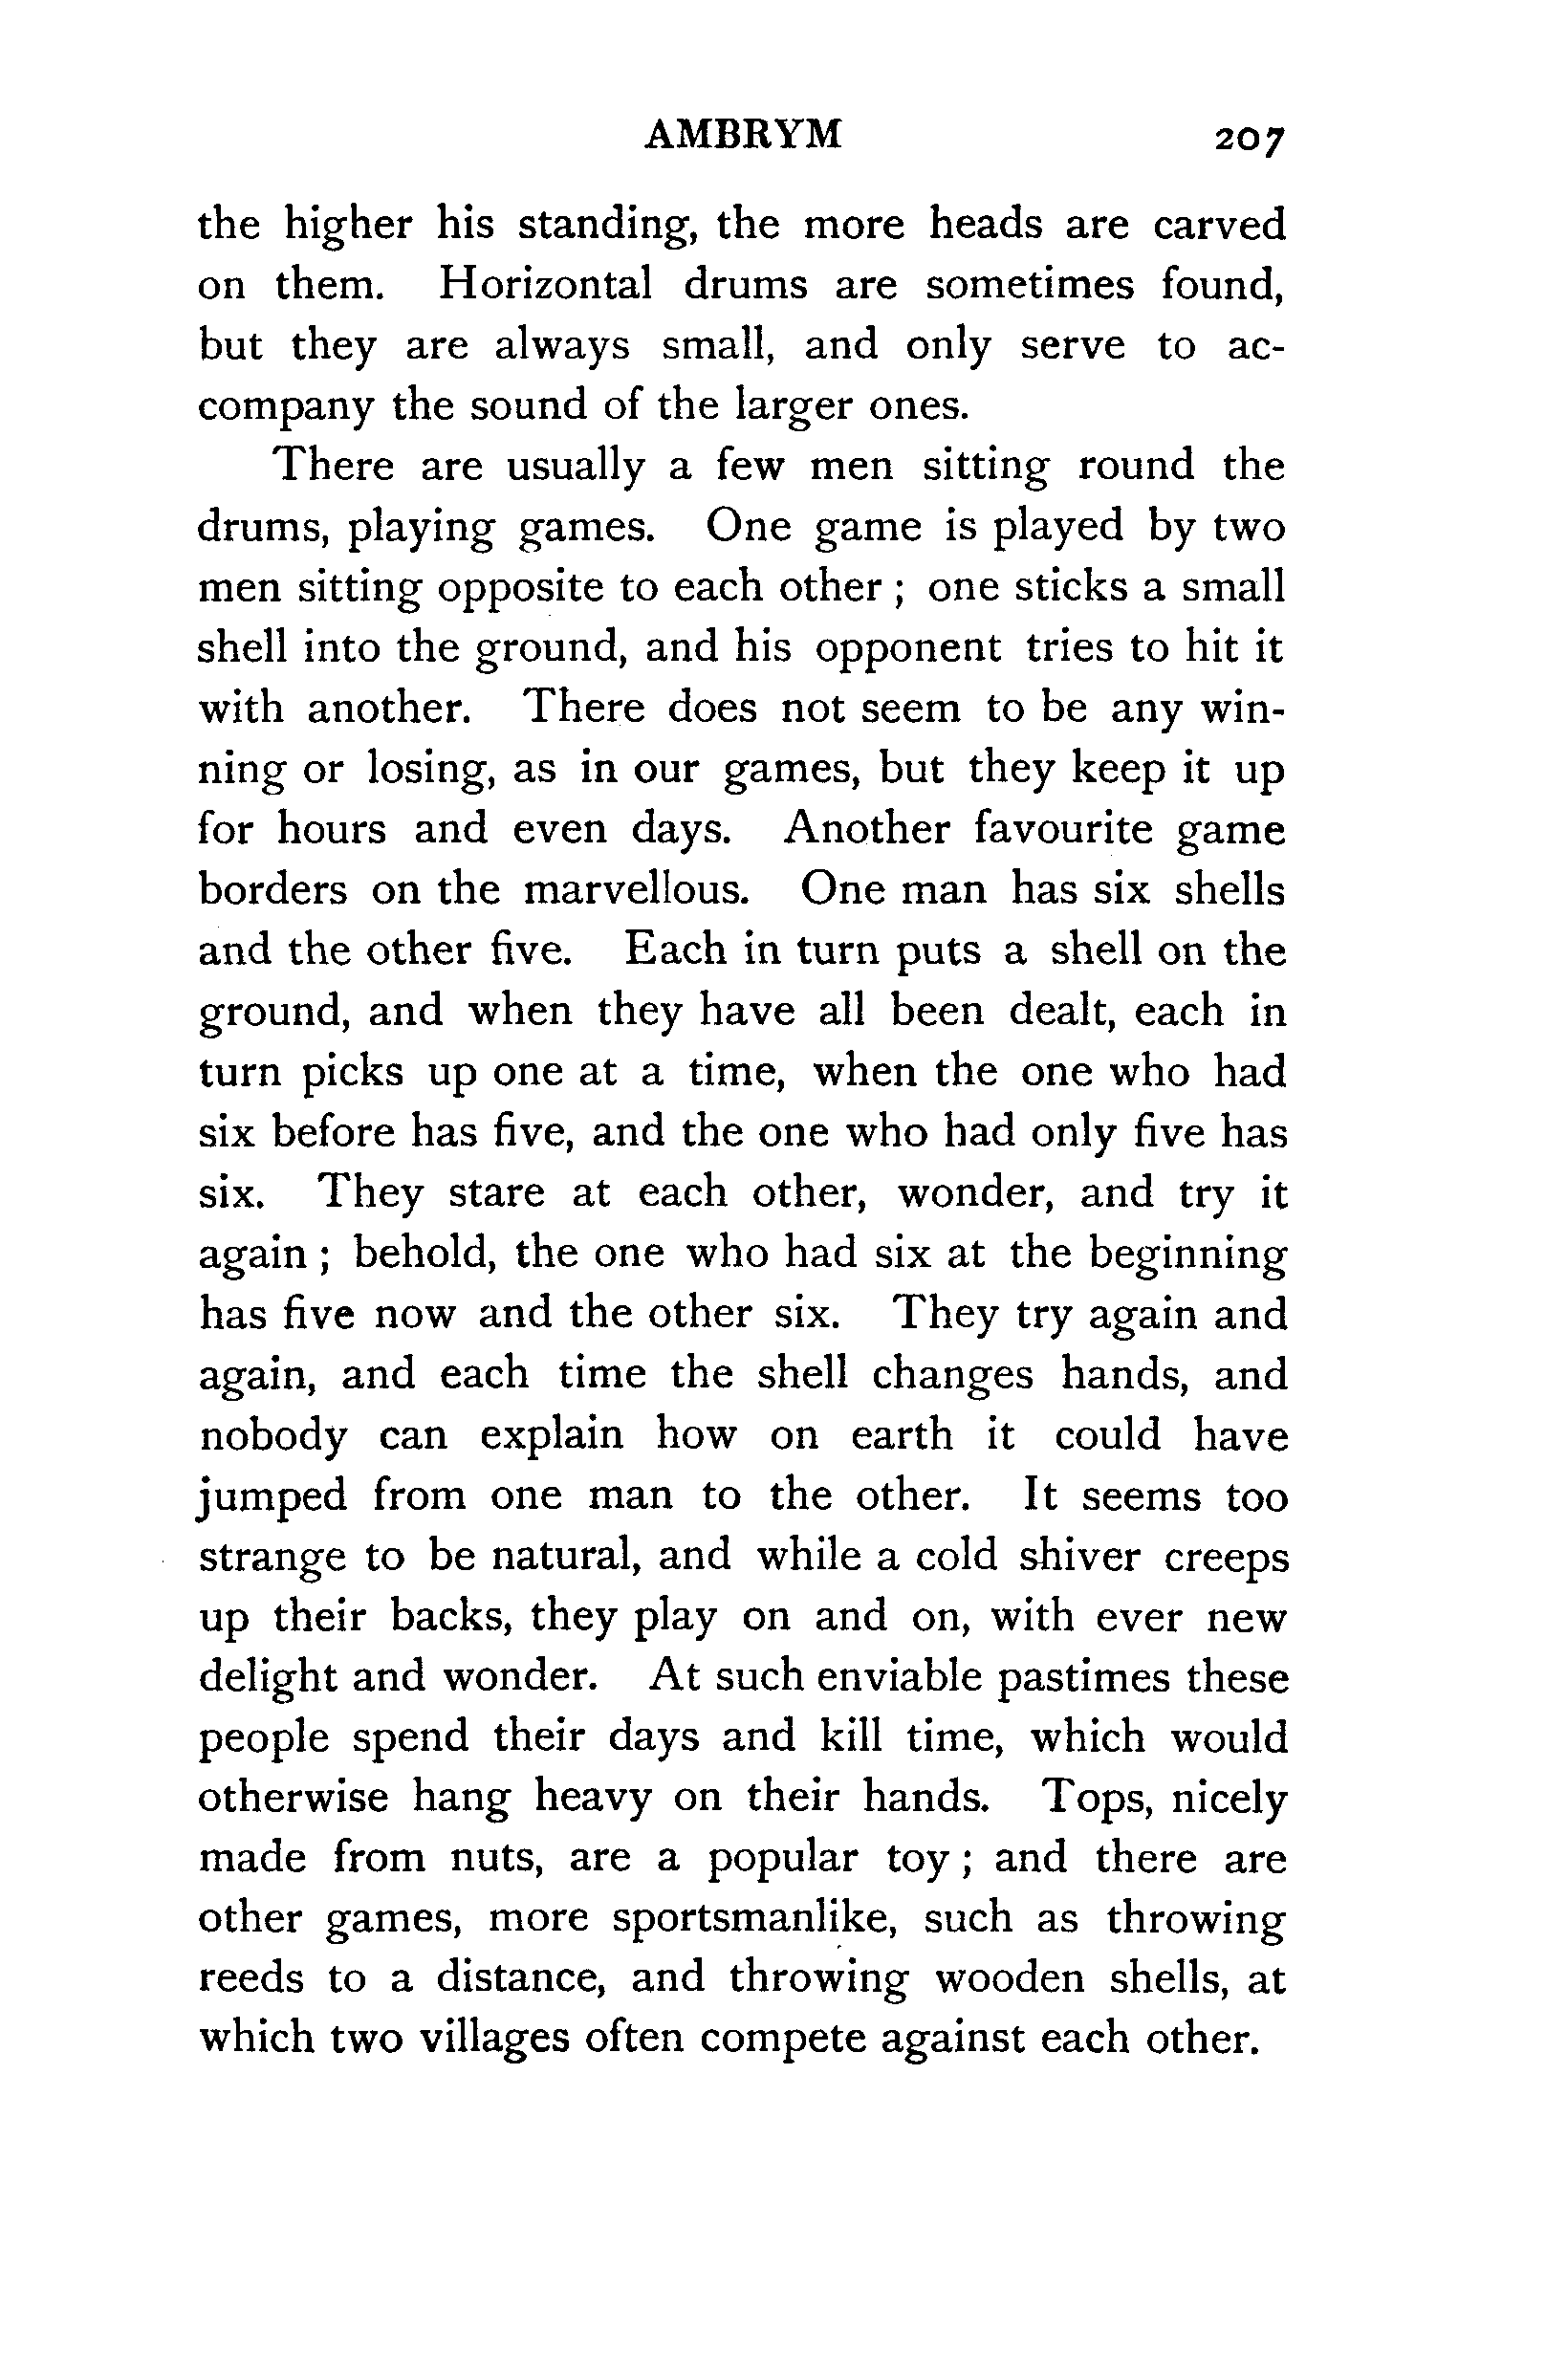 AMBRYM 207
the higher his standing, the more heads are carved
on them. Horizontal drums are sometimes found,
but they are always small, and only serve to ac-
company the sound of the larger ones.
There are usually a few men sitting round the
drums, playing games. One game is played by two
men sitting opposite to each other ; one sticks a small
shell into the ground, and his opponent tries to hit it
with another. There does not seem to be any win-
ning or losing, as in our games, but they keep it up
for hours and even days. Another favourite game
borders on the marvellous. One man has six shells
and the other five. Each in turn puts a shell on the
ground, and when they have all been dealt, each in
turn picks up one at a time, when the one who had
six before has five, and the one who had only five has
six. They stare at each other, wonder, and try it
again ; behold, the one who had six at the beginning
has five now and the other six. They try again and
again, and each time the shell changes hands, and
nobody can explain how on earth it could have
jumped from one man to the other. It seems too
strange to be natural, and while a cold shiver creeps
up their backs, they play on and on, with ever new
delight and wonder. At such enviable pastimes these
people spend their days and kill time, which would
otherwise hang heavy on their hands. Tops, nicely
made from nuts, are a popular toy ; and there are
other games, more sportsmanlike, such as throwing
reeds to a distance, and throwing wooden shells, at
which two villages often compete against each other.